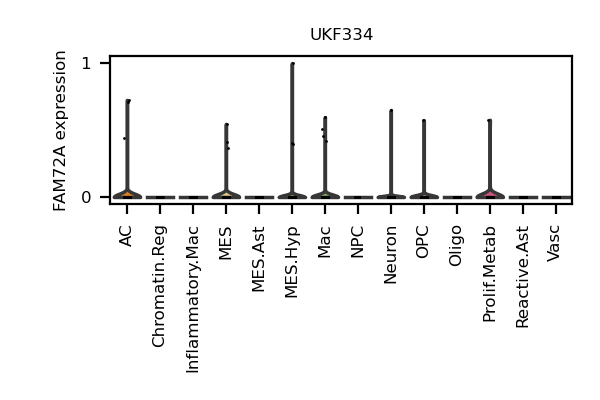 UKF334
FAM72A expression
1
0
AC
Chromatin.Reg
Inflammatory.Mac
MES
MES.Ast
MES.Hyp
Mac
NPC
Neuron
OPC
Oligo
Prolif.Metab
Reactive.Ast
Vasc